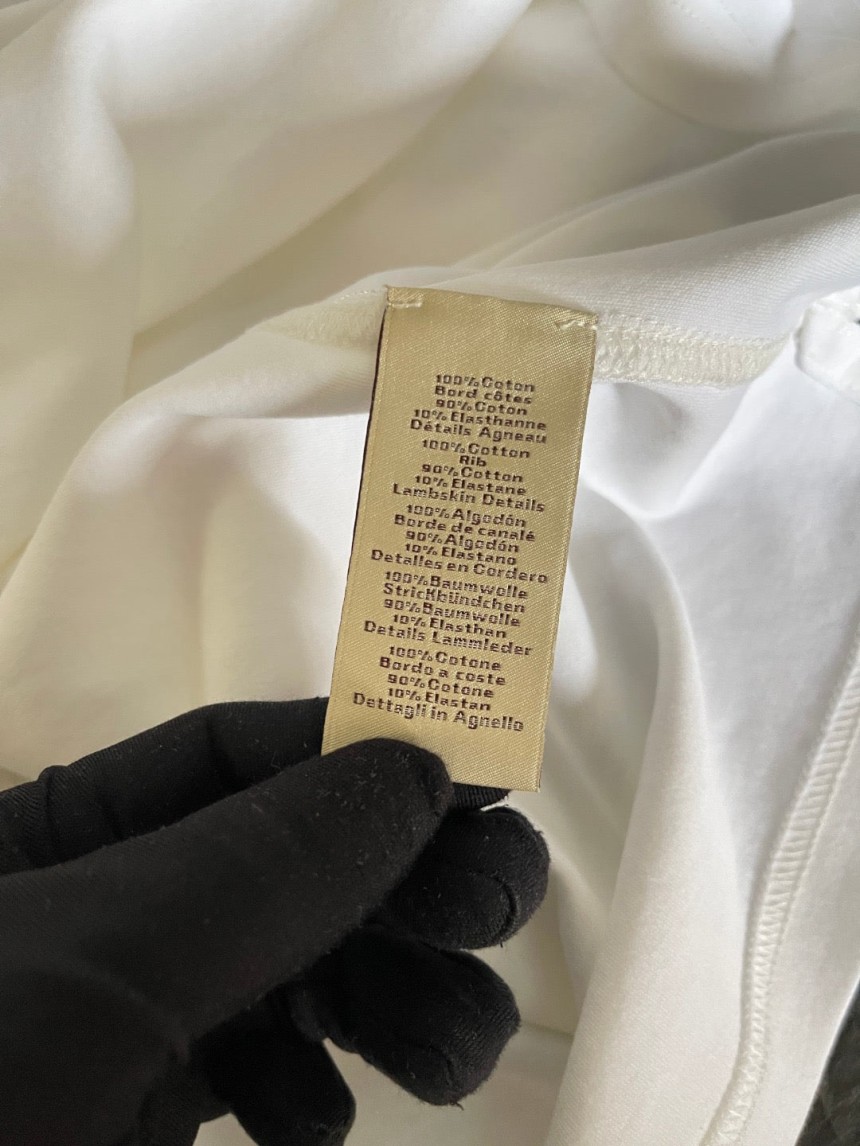 100%Coton
Bord côtes
90%Coton
10%Elasthanne
Détails Agneau
100%Cotton
Rib
90%Cotton
10%Elastane
Lambskin Details
100%Algodón
Borde de canalé
90%Algodón
10%Elastano
Detalles en Cordero
100%Baumwolle
StricKbündchen
90%Baumwolle
10%Elasthan
Details Lammleder
100%Cotone
Bordo a coste
90%Cotone
10%Elastan
Dettagli in Agnello